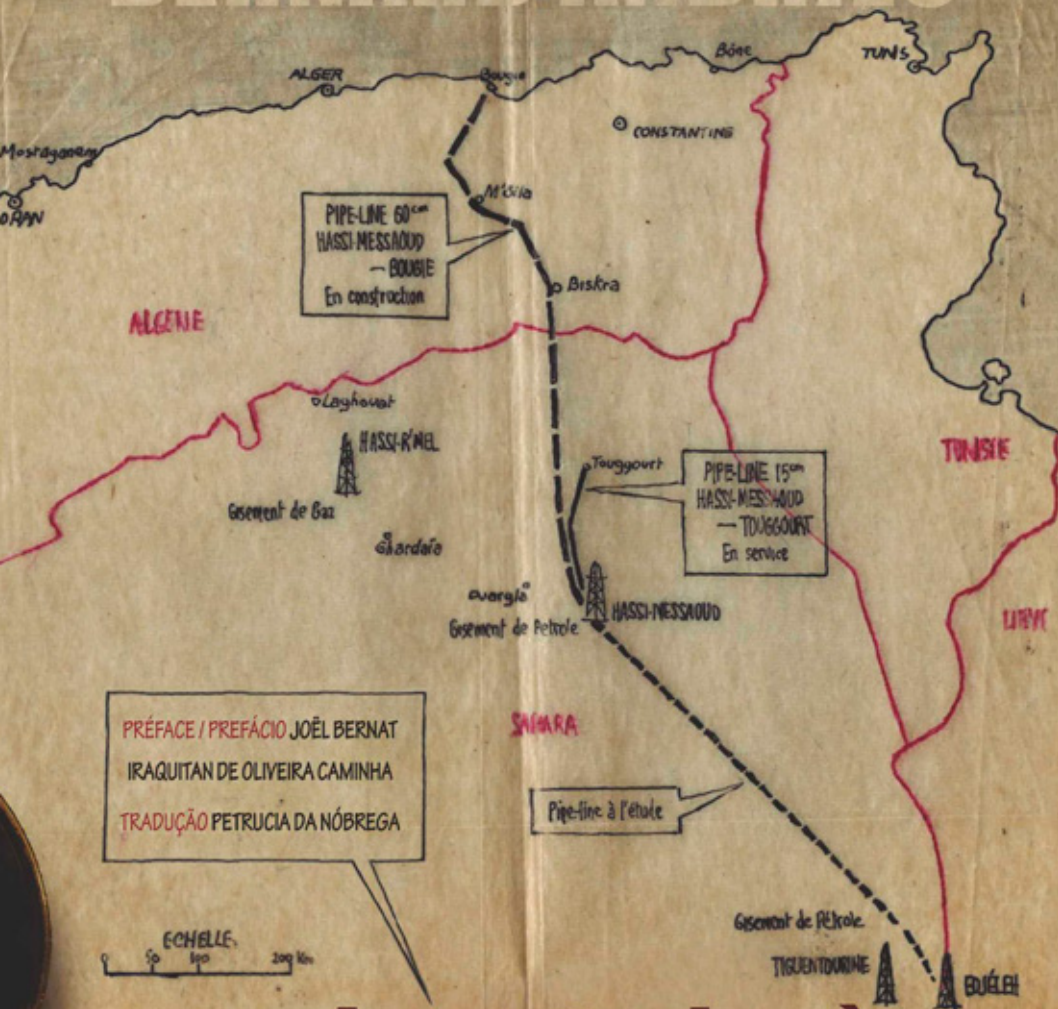 ALGER
Bougie
Bône
TUNIS
CONSTANTINE
Mostaganem
ORAN
M'sila
PIPE-LINE 60cm
HASSI-MESSAOUD
— BOUGIE
En construction
Biskra
ALGERIE
Laghouat
HASSI-R'MEL
Gisement de Gaz
Ghardaïa
Touggourt
PIPE-LINE 15cm
HASSI-MESSAOUD
— TOUGGOURT
En service
TUNISIE
LIBYE
Ouargla
HASSI-MESSAOUD
Gisement de Petrole
SAHARA
PRÉFACE / PREFÁCIO JOËL BERNAT
IRAQUITAN DE OLIVEIRA CAMINHA
TRADUÇÃO PETRUCIA DA NÓBREGA
Pipe-line à l'étude
Gisement de Pétrole
TIGUENTOURINE
EDJÉLEH
ECHELLE
0 50 100 200 Km